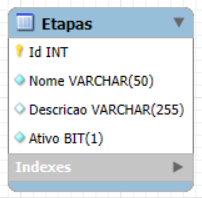 Etapas
Id INT
Nome VARCHAR(50)
Descricao VARCHAR(255)
Ativo BIT(1)
Indexes